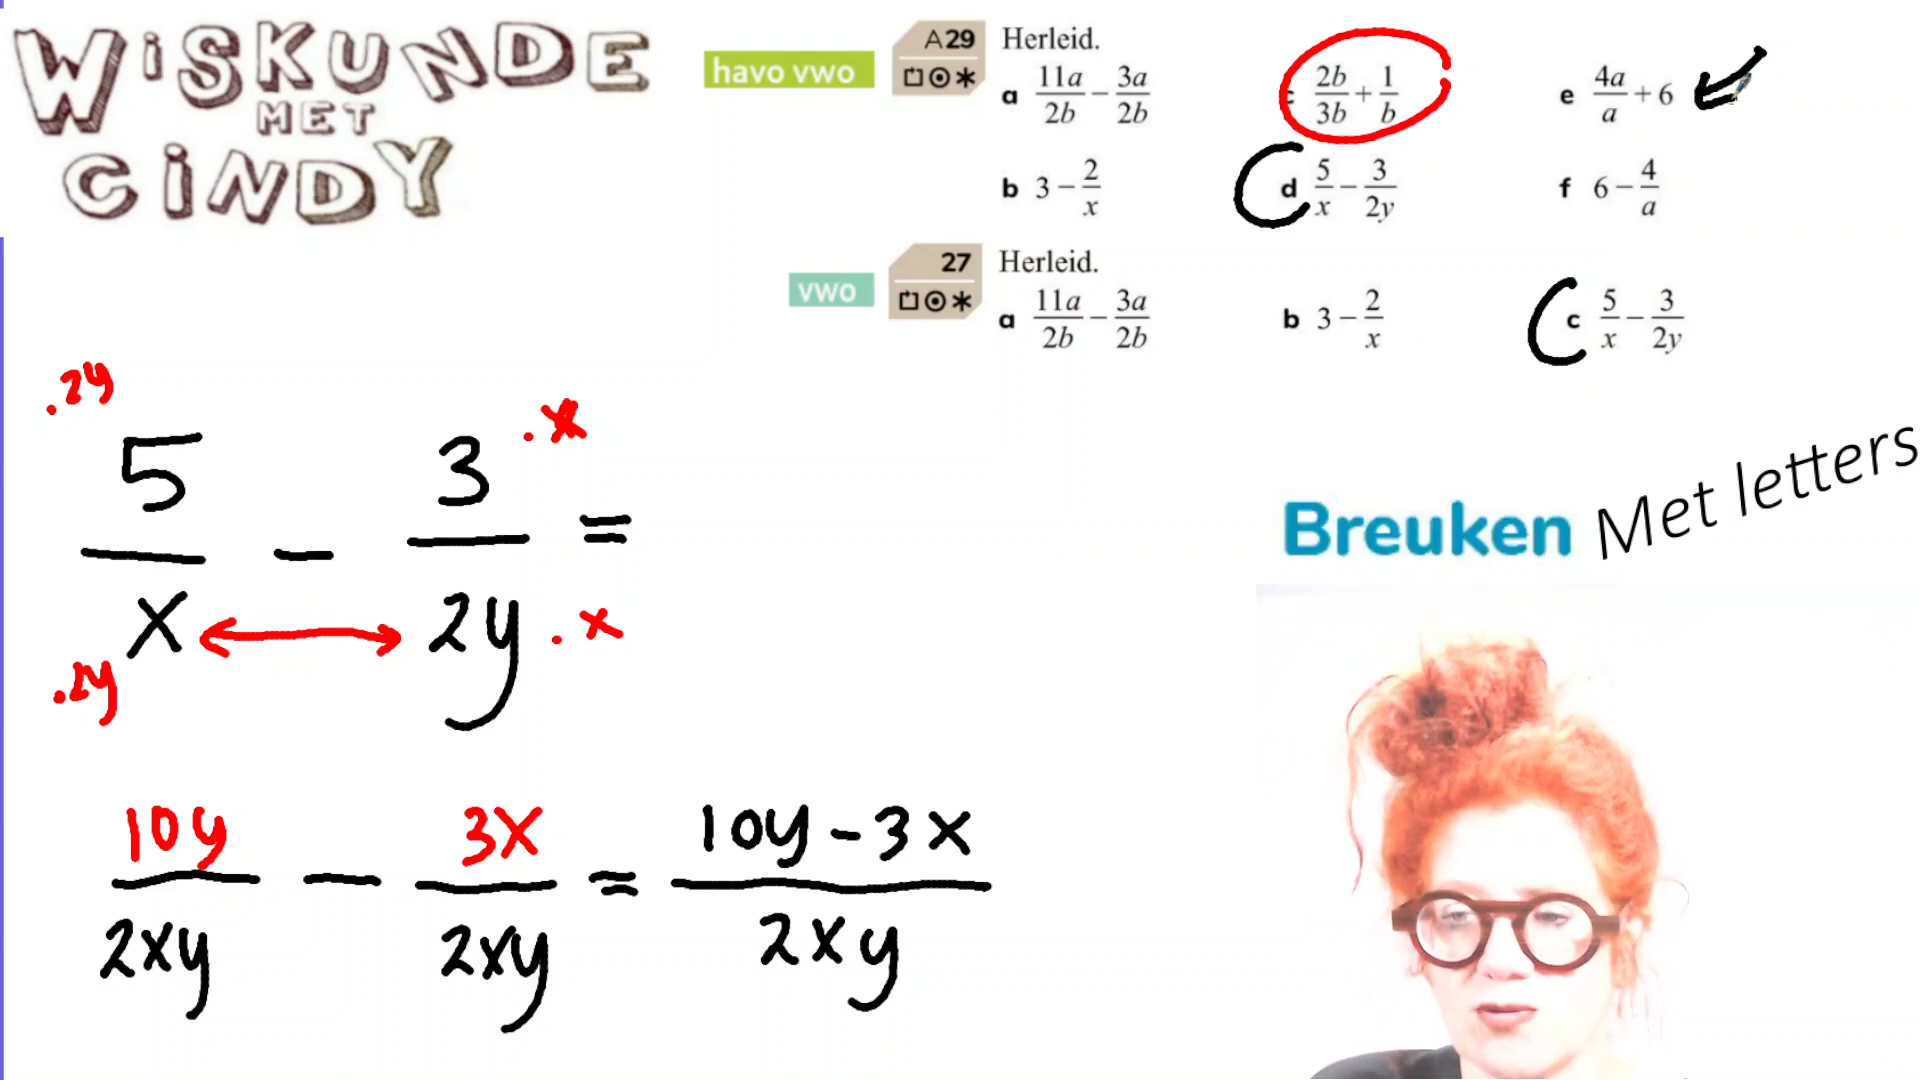 WiSKUNDE
MET
CiNDY
havo vwo
A29
Herleid.
a 11a/2b − 3a/2b
c 2b/3b + 1/b
e 4a/a + 6
b 3 − 2/x
d 5/x − 3/2y
f 6 − 4/a
vwo
27
Herleid.
a 11a/2b − 3a/2b
b 3 − 2/x
c 5/x − 3/2y
.2y .x
5/x − 3/2y =
.2y .x
Breuken Met letters
10y/2xy − 3x/2xy = 10y − 3x/2xy